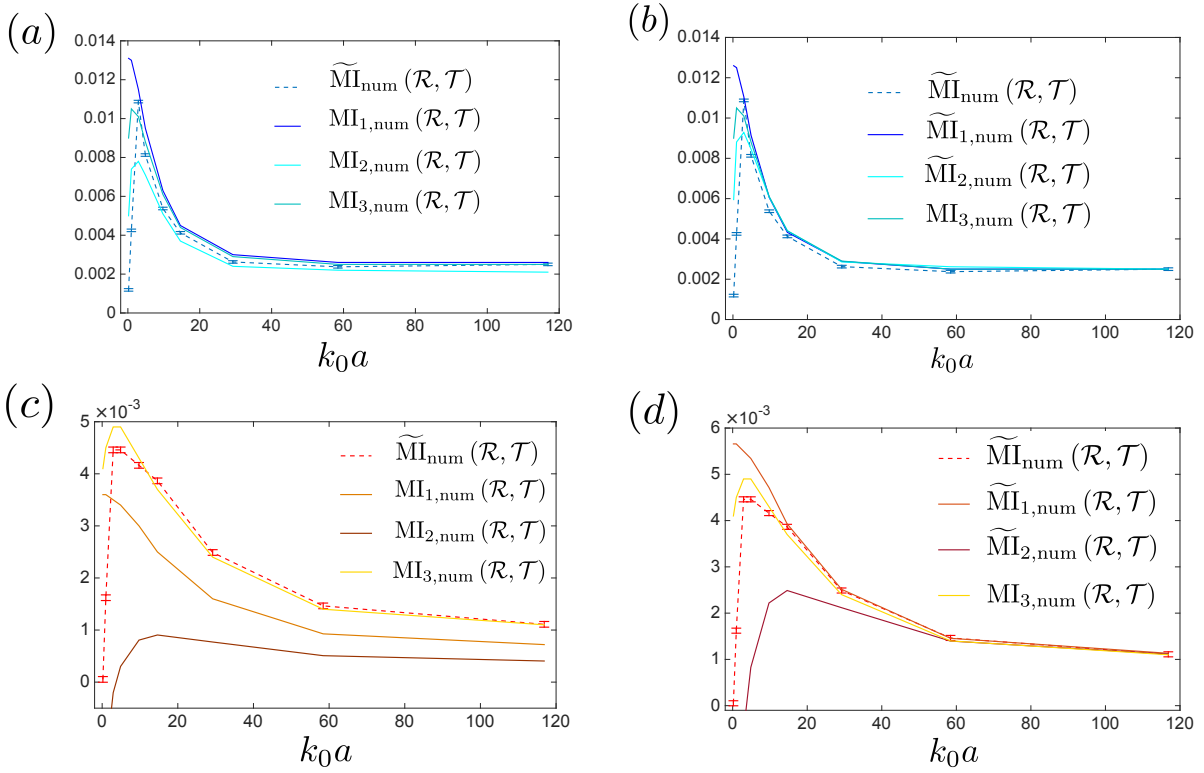 (a)
0.014
0.012
0.01
0.008
0.006
0.004
0.002
0
0 20 40 60 80 100 120
k₀a
M͠I_num (ℛ, 𝒯)
MI_1,num (ℛ, 𝒯)
MI_2,num (ℛ, 𝒯)
MI_3,num (ℛ, 𝒯)
(b)
0.014
0.012
0.01
0.008
0.006
0.004
0.002
0
0 20 40 60 80 100 120
k₀a
M͠I_num (ℛ, 𝒯)
M͠I_1,num (ℛ, 𝒯)
M͠I_2,num (ℛ, 𝒯)
MI_3,num (ℛ, 𝒯)
(c)
×10⁻³
5
4
3
2
1
0
0 20 40 60 80 100 120
k₀a
M͠I_num (ℛ, 𝒯)
MI_1,num (ℛ, 𝒯)
MI_2,num (ℛ, 𝒯)
MI_3,num (ℛ, 𝒯)
(d)
×10⁻³
6
5
4
3
2
1
0
0 20 40 60 80 100 120
k₀a
M͠I_num (ℛ, 𝒯)
M͠I_1,num (ℛ, 𝒯)
M͠I_2,num (ℛ, 𝒯)
MI_3,num (ℛ, 𝒯)